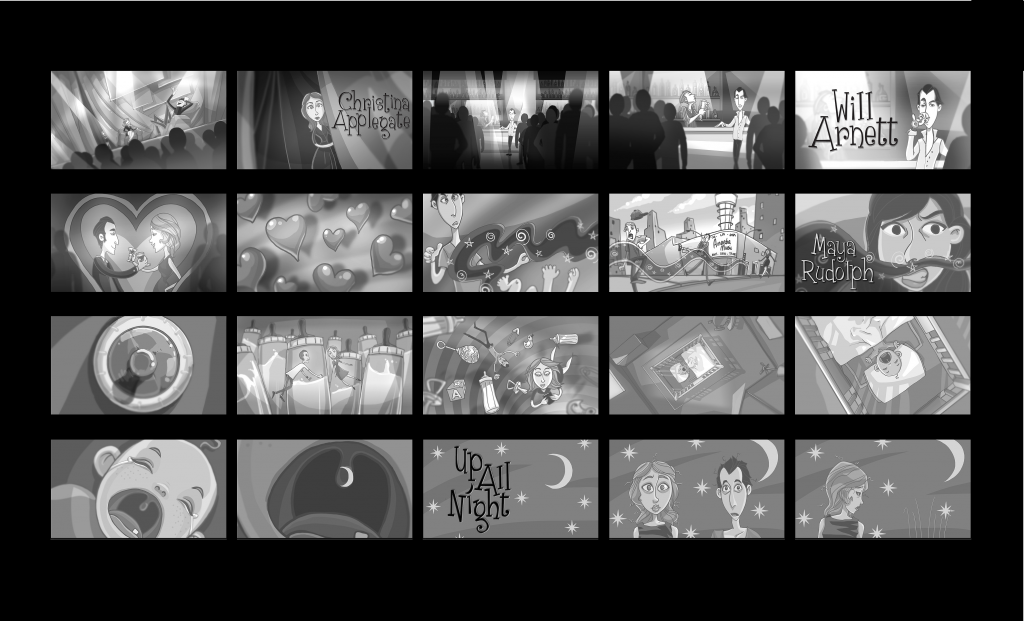 Christina
Applegate
Will
Arnett
Maya
Rudolph
A
Up
All
Night